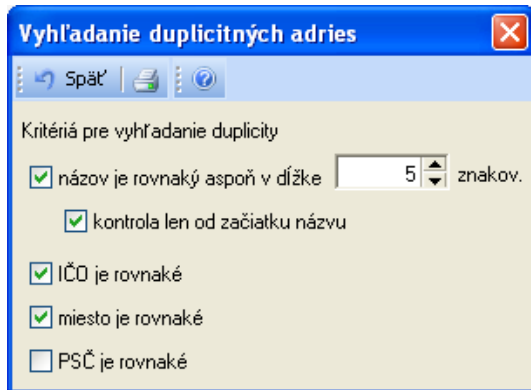 Vyhľadanie duplicitných adries
Späť
Kritériá pre vyhľadanie duplicity
názov je rovnaký aspoň v dĺžke 5 znakov.
kontrola len od začiatku názvu
IČO je rovnaké
miesto je rovnaké
PSČ je rovnaké